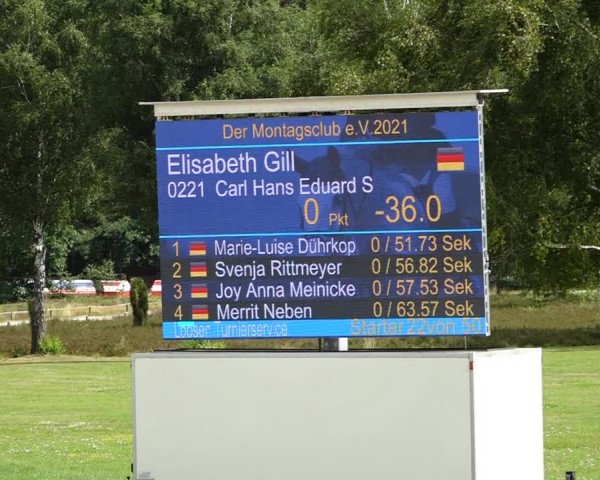 Der Montagsclub e.V.2021
Elisabeth Gill
0221 Carl Hans Eduard S
0 Pkt -36.0
1 Marie-Luise Dührkop 0 / 51.73 Sek
2 Svenja Rittmeyer 0 / 56.82 Sek
3 Joy Anna Meinicke 0 / 57.53 Sek
4 Merrit Neben 0 / 63.57 Sek
Loosen Turnierservice Starter 22 von 50